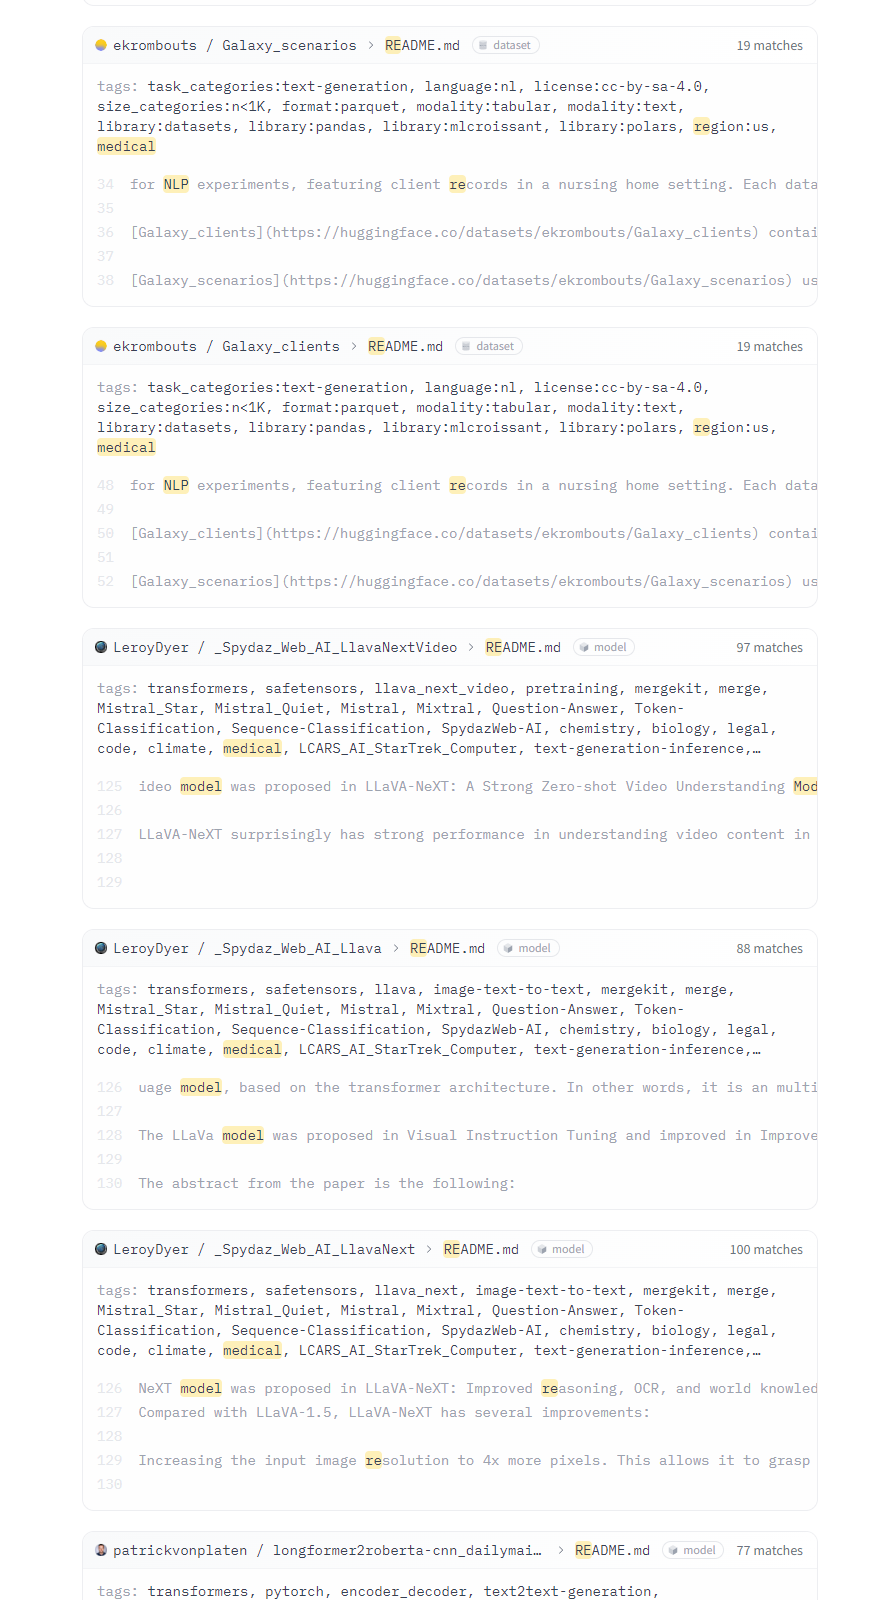 ekrombouts / Galaxy_scenarios › README.md dataset 19 matches
tags: task_categories:text-generation, language:nl, license:cc-by-sa-4.0,
size_categories:n<1K, format:parquet, modality:tabular, modality:text,
library:datasets, library:pandas, library:mlcroissant, library:polars, region:us,
medical
34 for NLP experiments, featuring client records in a nursing home setting. Each data
35
36 [Galaxy_clients](https://huggingface.co/datasets/ekrombouts/Galaxy_clients) contai
37
38 [Galaxy_scenarios](https://huggingface.co/datasets/ekrombouts/Galaxy_scenarios) us
ekrombouts / Galaxy_clients › README.md dataset 19 matches
tags: task_categories:text-generation, language:nl, license:cc-by-sa-4.0,
size_categories:n<1K, format:parquet, modality:tabular, modality:text,
library:datasets, library:pandas, library:mlcroissant, library:polars, region:us,
medical
48 for NLP experiments, featuring client records in a nursing home setting. Each data
49
50 [Galaxy_clients](https://huggingface.co/datasets/ekrombouts/Galaxy_clients) contai
51
52 [Galaxy_scenarios](https://huggingface.co/datasets/ekrombouts/Galaxy_scenarios) us
LeroyDyer / _Spydaz_Web_AI_LlavaNextVideo › README.md model 97 matches
tags: transformers, safetensors, llava_next_video, pretraining, mergekit, merge,
Mistral_Star, Mistral_Quiet, Mistral, Mixtral, Question-Answer, Token-
Classification, Sequence-Classification, SpydazWeb-AI, chemistry, biology, legal,
code, climate, medical, LCARS_AI_StarTrek_Computer, text-generation-inference,…
125 ideo model was proposed in LLaVA-NeXT: A Strong Zero-shot Video Understanding Mod
126
127 LLaVA-NeXT surprisingly has strong performance in understanding video content in
128
129
LeroyDyer / _Spydaz_Web_AI_Llava › README.md model 88 matches
tags: transformers, safetensors, llava, image-text-to-text, mergekit, merge,
Mistral_Star, Mistral_Quiet, Mistral, Mixtral, Question-Answer, Token-
Classification, Sequence-Classification, SpydazWeb-AI, chemistry, biology, legal,
code, climate, medical, LCARS_AI_StarTrek_Computer, text-generation-inference,…
126 uage model, based on the transformer architecture. In other words, it is an multi
127
128 The LLaVa model was proposed in Visual Instruction Tuning and improved in Improve
129
130 The abstract from the paper is the following:
LeroyDyer / _Spydaz_Web_AI_LlavaNext › README.md model 100 matches
tags: transformers, safetensors, llava_next, image-text-to-text, mergekit, merge,
Mistral_Star, Mistral_Quiet, Mistral, Mixtral, Question-Answer, Token-
Classification, Sequence-Classification, SpydazWeb-AI, chemistry, biology, legal,
code, climate, medical, LCARS_AI_StarTrek_Computer, text-generation-inference,…
126 NeXT model was proposed in LLaVA-NeXT: Improved reasoning, OCR, and world knowled
127 Compared with LLaVA-1.5, LLaVA-NeXT has several improvements:
128
129 Increasing the input image resolution to 4x more pixels. This allows it to grasp
130
patrickvonplaten / longformer2roberta-cnn_dailymai… › README.md model 77 matches
tags: transformers, pytorch, encoder_decoder, text2text-generation,